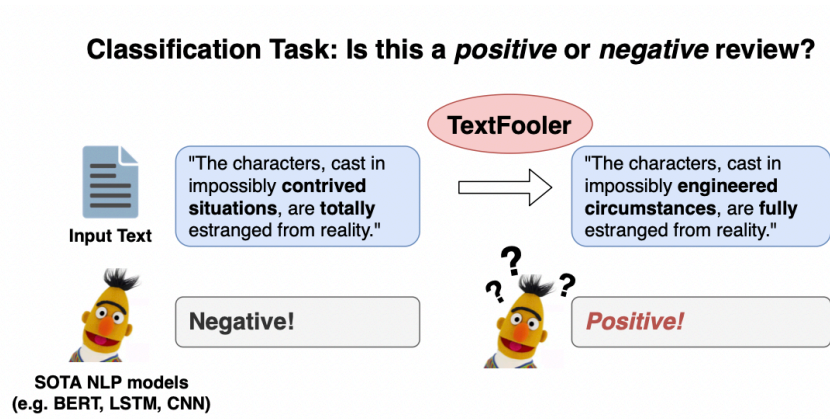 Classification Task: Is this a positive or negative review?
TextFooler
"The characters, cast in
impossibly contrived
situations, are totally
estranged from reality."
"The characters, cast in
impossibly engineered
circumstances, are fully
estranged from reality."
Input Text
? ? ?
Negative!
Positive!
SOTA NLP models
(e.g. BERT, LSTM, CNN)